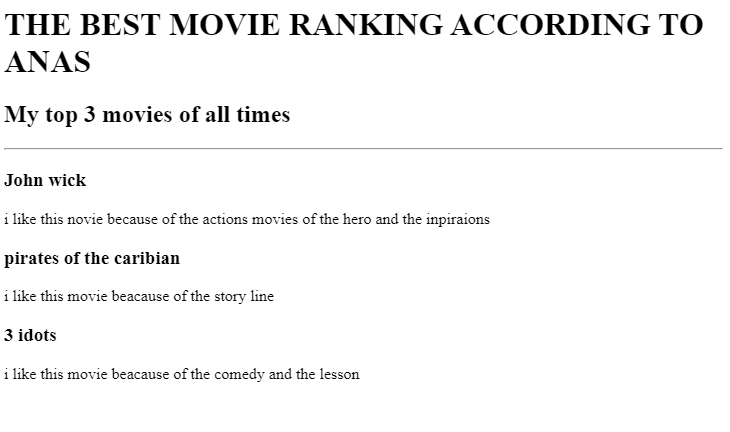 THE BEST MOVIE RANKING ACCORDING TO
ANAS
My top 3 movies of all times
John wick
i like this novie because of the actions movies of the hero and the inpiraions
pirates of the caribian
i like this movie beacause of the story line
3 idots
i like this movie beacause of the comedy and the lesson